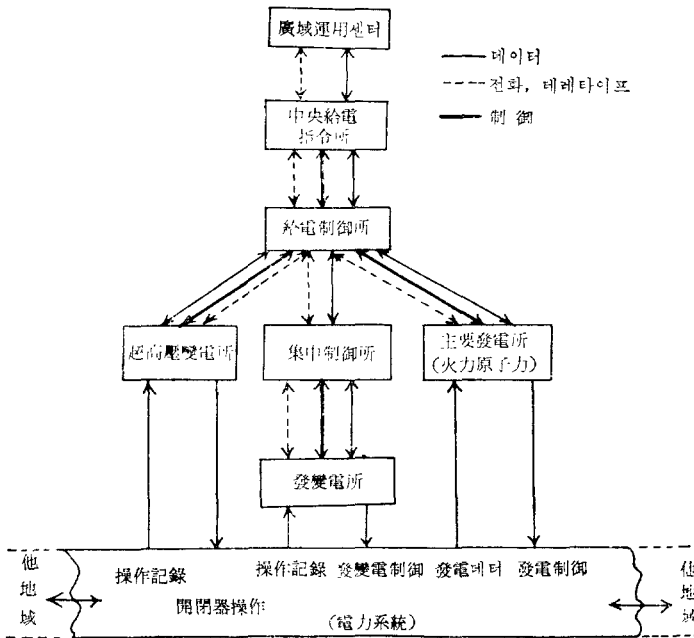 廣域運用센터
데이터
전화, 테레타이프
制御
中央給電
指令所
給電制御所
超高壓變電所
集中制御所
主要發電所
(火力原子力)
發變電所
他地域
操作記錄
操作記錄
發變電制御
發電데터
發電制御
他地域
開閉器操作
(電力系統)